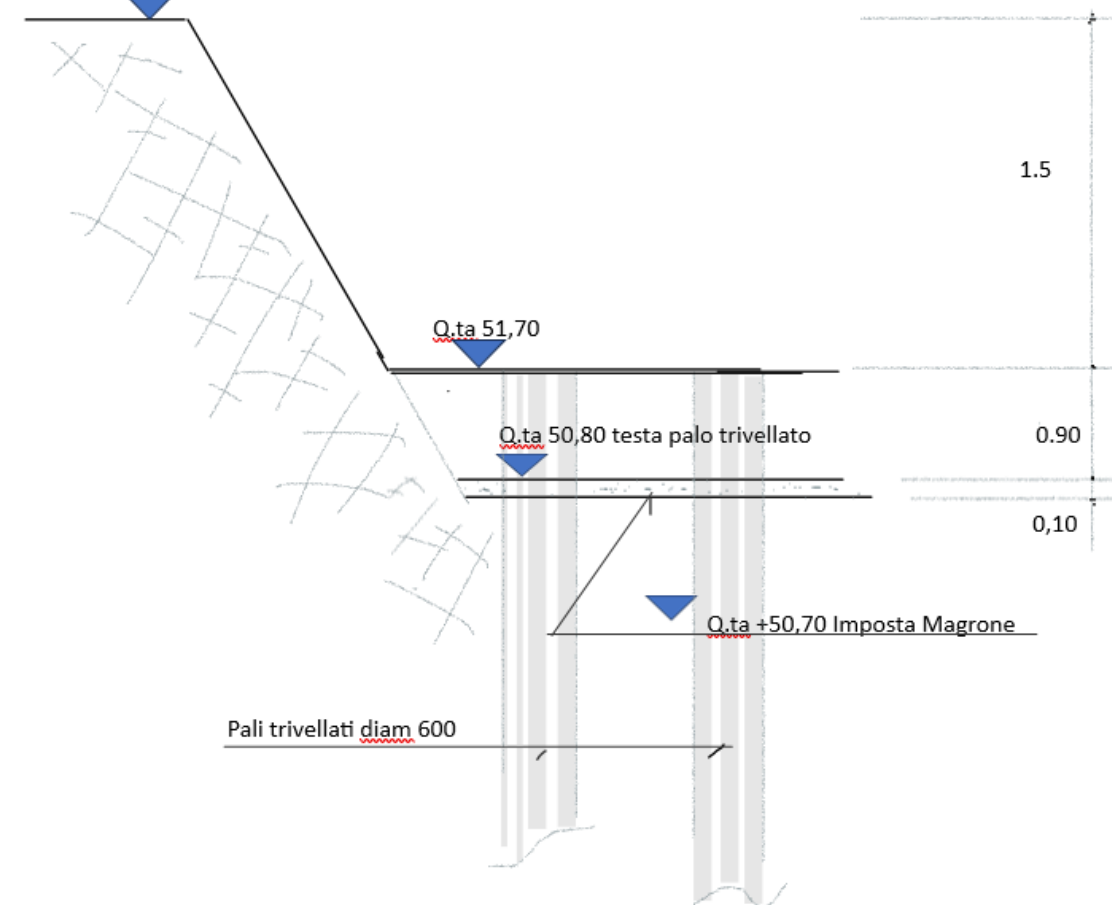 1.5
Q.ta 51,70
Q.ta 50,80 testa palo trivellato
0.90
0,10
Q.ta +50,70 Imposta Magrone
Pali trivellati diam 600